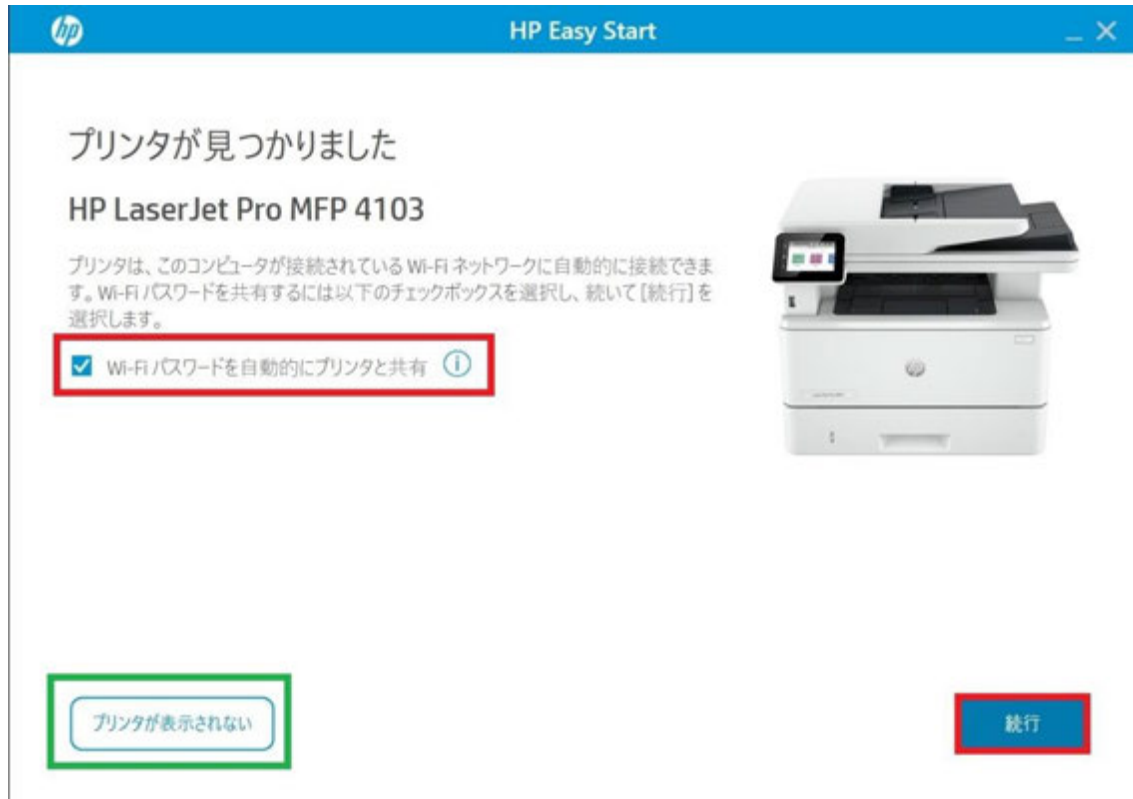 hp
HP Easy Start
プリンタが見つかりました
HP LaserJet Pro MFP 4103
プリンタは、このコンピュータが接続されている Wi-Fi ネットワークに自動的に接続できま
す。Wi-Fi パスワードを共有するには以下のチェックボックスを選択し、続いて [続行] を
選択します。
Wi-Fi パスワードを自動的にプリンタと共有
プリンタが表示されない
続行